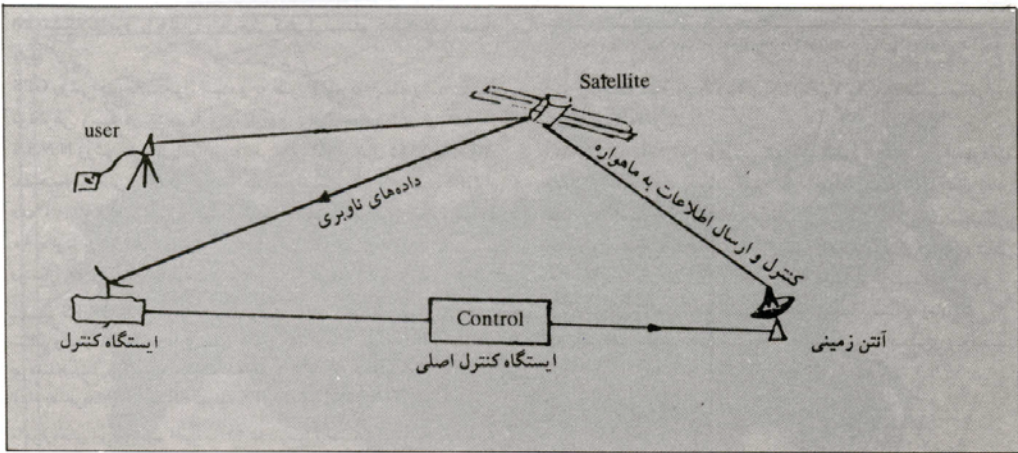 Satellite
user
داده‌های ناوبری
کنترل و ارسال اطلاعات به ماهواره
Control
ایستگاه کنترل
ایستگاه کنترل اصلی
آنتن زمینی